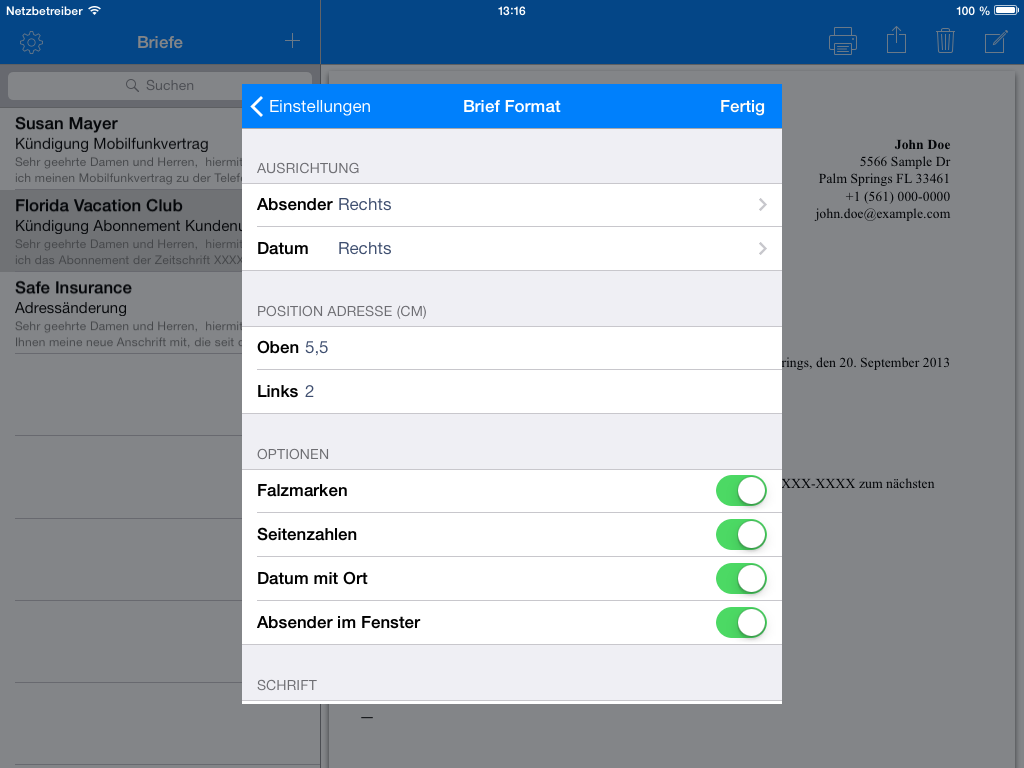 Netzbetreiber
13:16
100 %
Briefe
+
Suchen
Susan Mayer
Kündigung Mobilfunkvertrag
Sehr geehrte Damen und Herren, hiermit
ich meinen Mobilfunkvertrag zu der
Florida Vacation Club
Kündigung Abonnement
Sehr geehrte Damen und Herren, hiermit
ich das Abonnement der Zeitschrift XXXX
Safe Insurance
Adressänderung
Sehr geehrte Damen und Herren, hiermit
Ihnen meine neue Anschrift mit, die seit
Einstellungen
Brief Format
Fertig
AUSRICHTUNG
Absender Rechts
Datum Rechts
POSITION ADRESSE (CM)
Oben 5,5
Links 2
OPTIONEN
Falzmarken
Seitenzahlen
Datum mit Ort
Absender im Fenster
SCHRIFT
John Doe
5566 Sample Dr
Palm Springs FL 33461
+1 (561) 000-0000
john.doe@example.com
rings, den 20. September 2013
XXX-XXXX zum nächsten